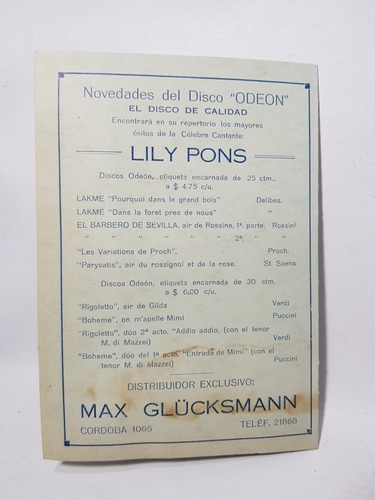 Novedades del Disco "ODEON"
EL DISCO DE CALIDAD
Encontrará en su repertorio los mayores
éxitos de la Célebre Cantante:
LILY PONS
Discos Odeón, etiqueta encarnada de 25 ctm.,
a $ 4.75 c/u.
LAKME "Pourquoi dans le grand bois" Delibes.
LAKME "Dans la foret pres de nous" "
EL BARBERO DE SEVILLA, air de Rossine, 1ª parte. Rossini
" " " " " 2ª. " "
"Les Variations de Proch", Proch.
"Parysatis", air du rossignol et de la rose. St. Saens
Discos Odeón, etiqueta encarnada de 30 ctm.
a $ 6.00 c/u.
"Rigoletto", air de Gilda Verdi
"Boheme", on m'apelle Mimi Puccini
"Rigoletto", dúo 2ª acto. "Addio addio, (con el tenor
M. di Mazzei) Verdi
"Boheme", dúo del 1º acto. "Entrada de Mimi" (con el
tenor M. di Mazzei). Puccini
DISTRIBUIDOR EXCLUSIVO:
MAX GLÜCKSMANN
CORDOBA 1065 TELÉF. 21868